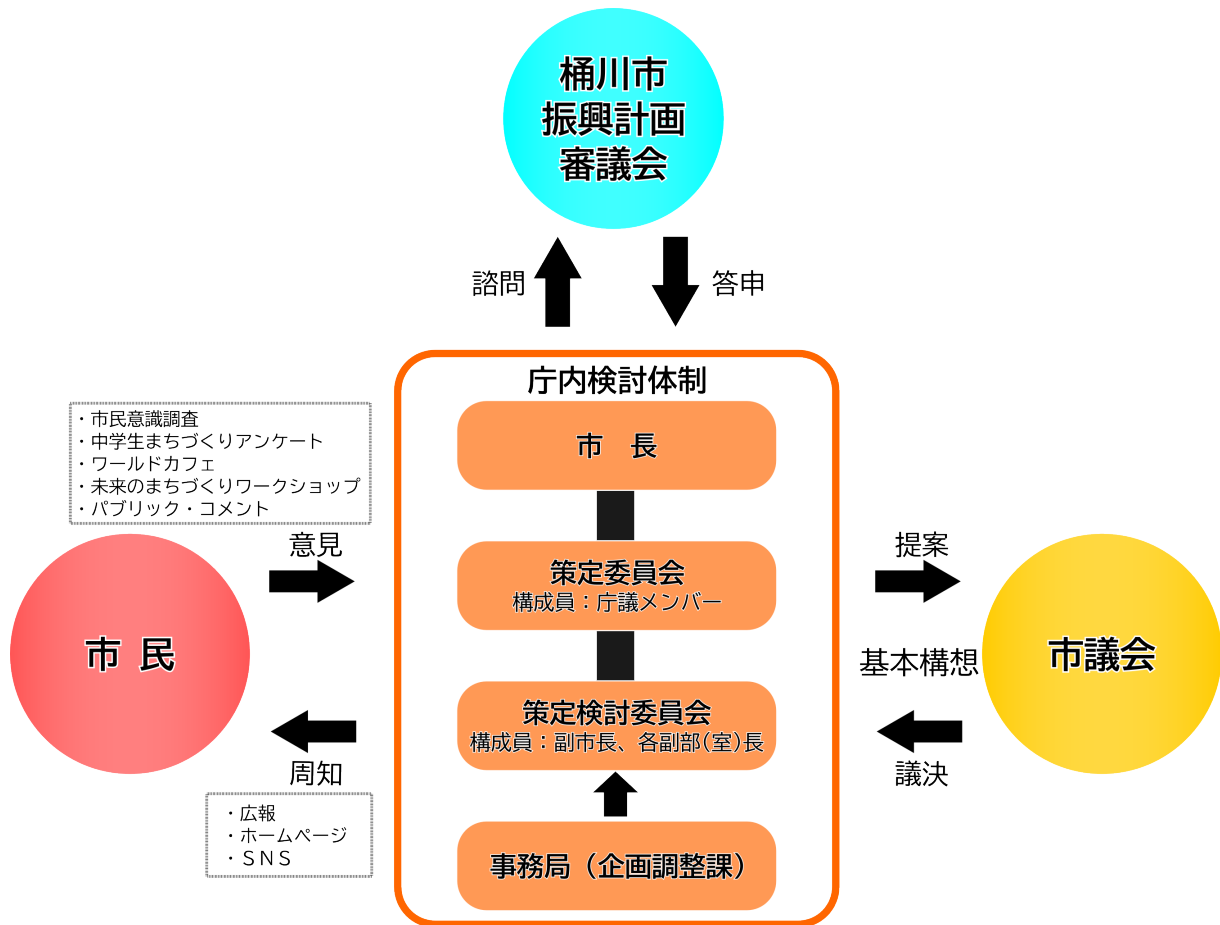 桶川市
振興計画
審議会
諮問
答申
庁内検討体制
市　長
・市民意識調査
・中学生まちづくりアンケート
・ワールドカフェ
・未来のまちづくりワークショップ
・パブリック・コメント
意見
提案
策定委員会
構成員：庁議メンバー
市 民
基本構想
市議会
策定検討委員会
構成員：副市長、各副部(室)長
周知
議決
・広報
・ホームページ
・ＳＮＳ
事務局（企画調整課）